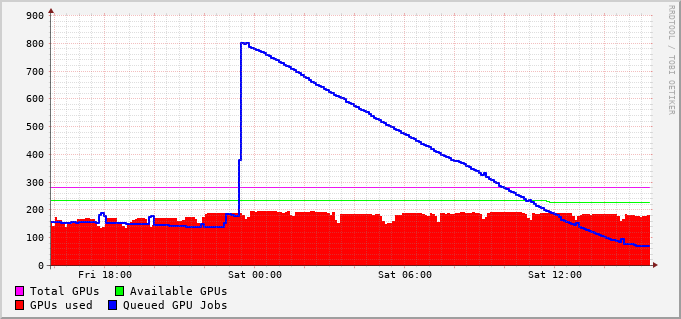 900
800
700
600
500
400
300
200
100
0
Fri 18:00 Sat 00:00 Sat 06:00 Sat 12:00
Total GPUs Available GPUs
GPUs used Queued GPU Jobs
RRDTOOL / TOBI OETIKER